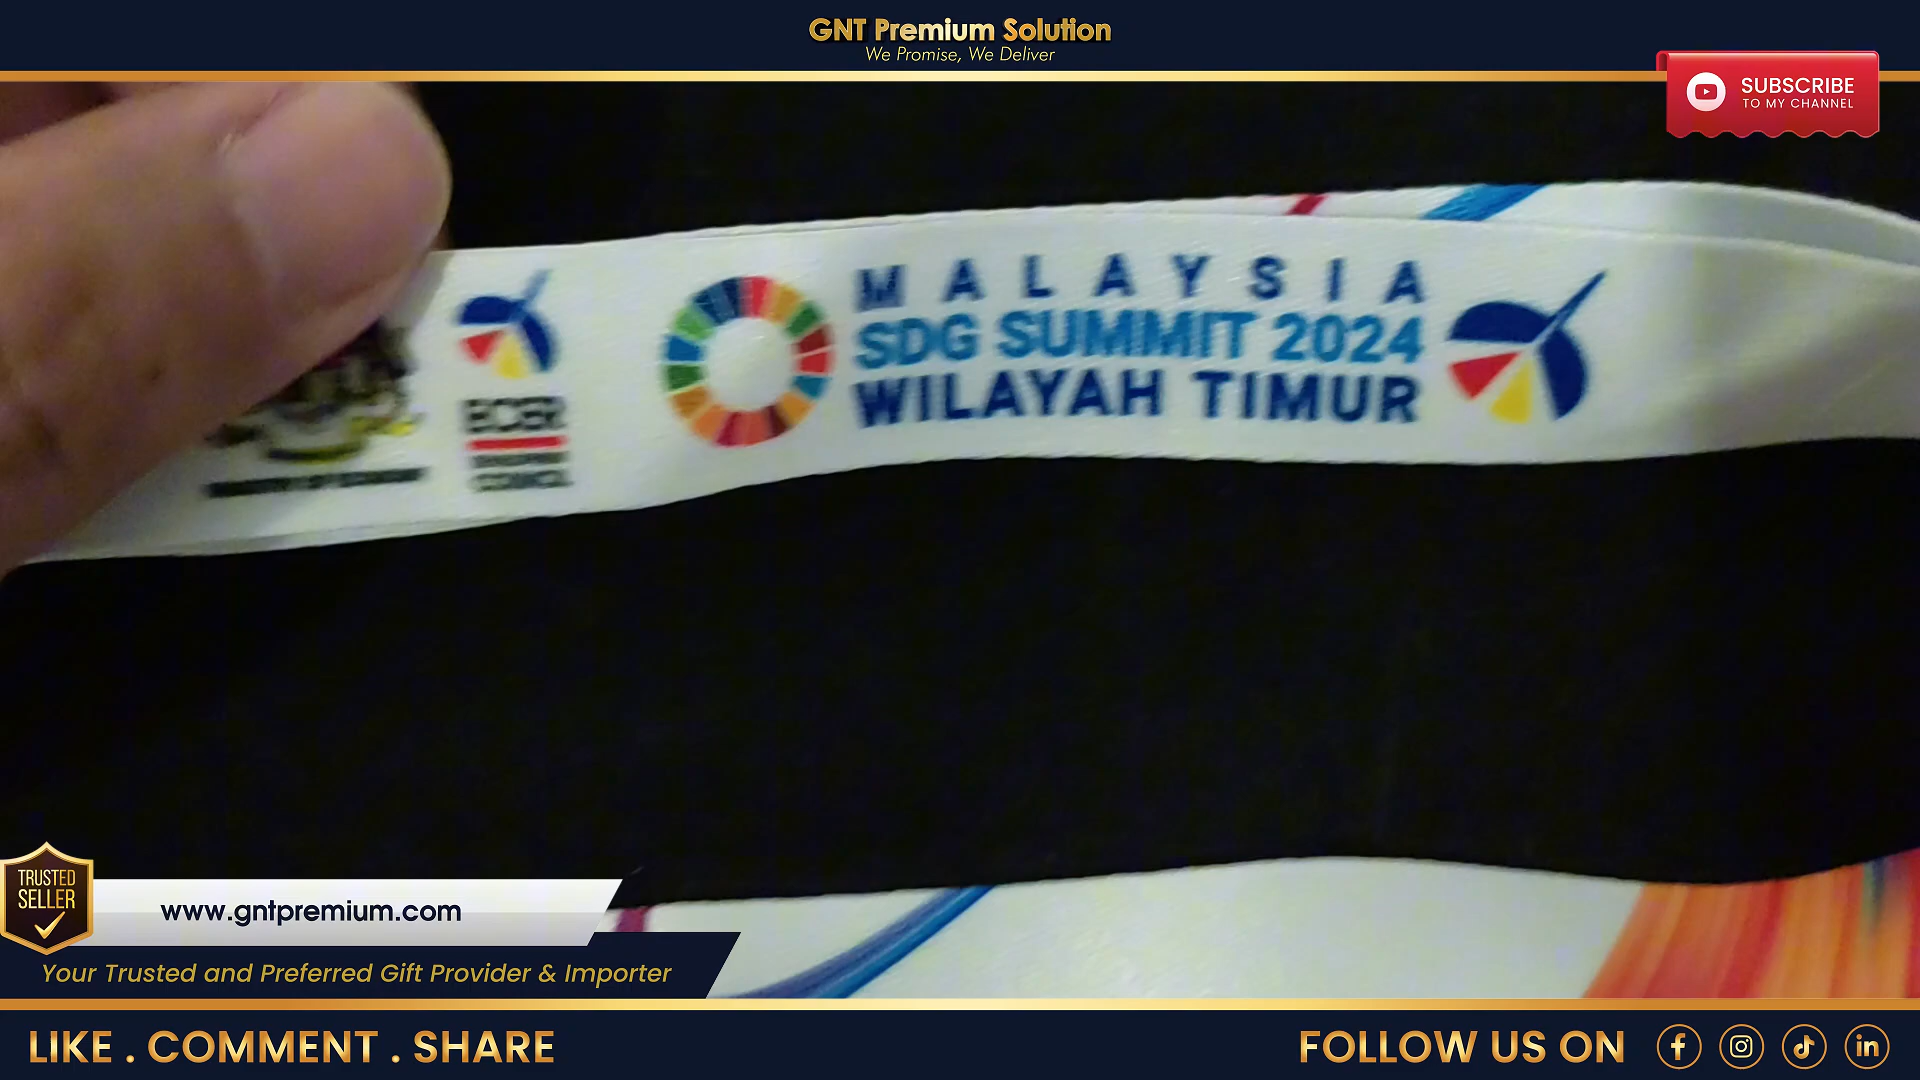 GNT Premium Solution
We Promise, We Deliver
SUBSCRIBE
TO MY CHANNEL
MALAYSIA
SDG SUMMIT 2024
WILAYAH TIMUR
ECER
COUNCIL
TRUSTED
SELLER
www.gntpremium.com
Your Trusted and Preferred Gift Provider & Importer
LIKE . COMMENT . SHARE
FOLLOW US ON